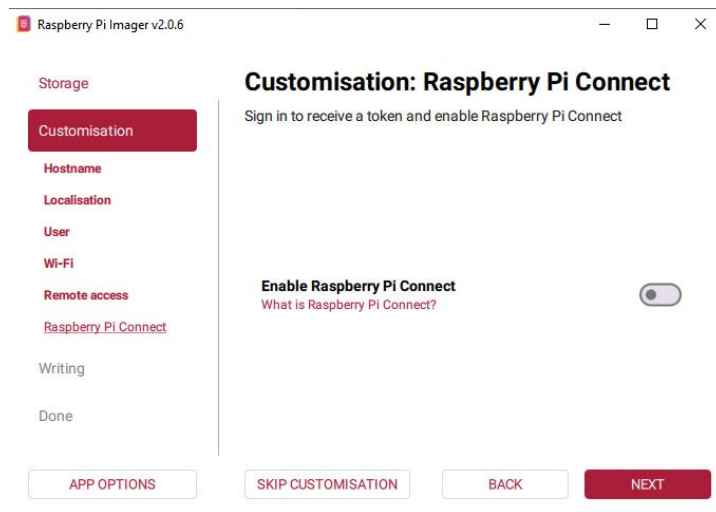 Raspberry Pi Imager v2.0.6
Storage
Customisation
Hostname
Localisation
User
Wi-Fi
Remote access
Raspberry Pi Connect
Writing
Done
APP OPTIONS
Customisation: Raspberry Pi Connect
Sign in to receive a token and enable Raspberry Pi Connect
Enable Raspberry Pi Connect
What is Raspberry Pi Connect?
SKIP CUSTOMISATION
BACK
NEXT